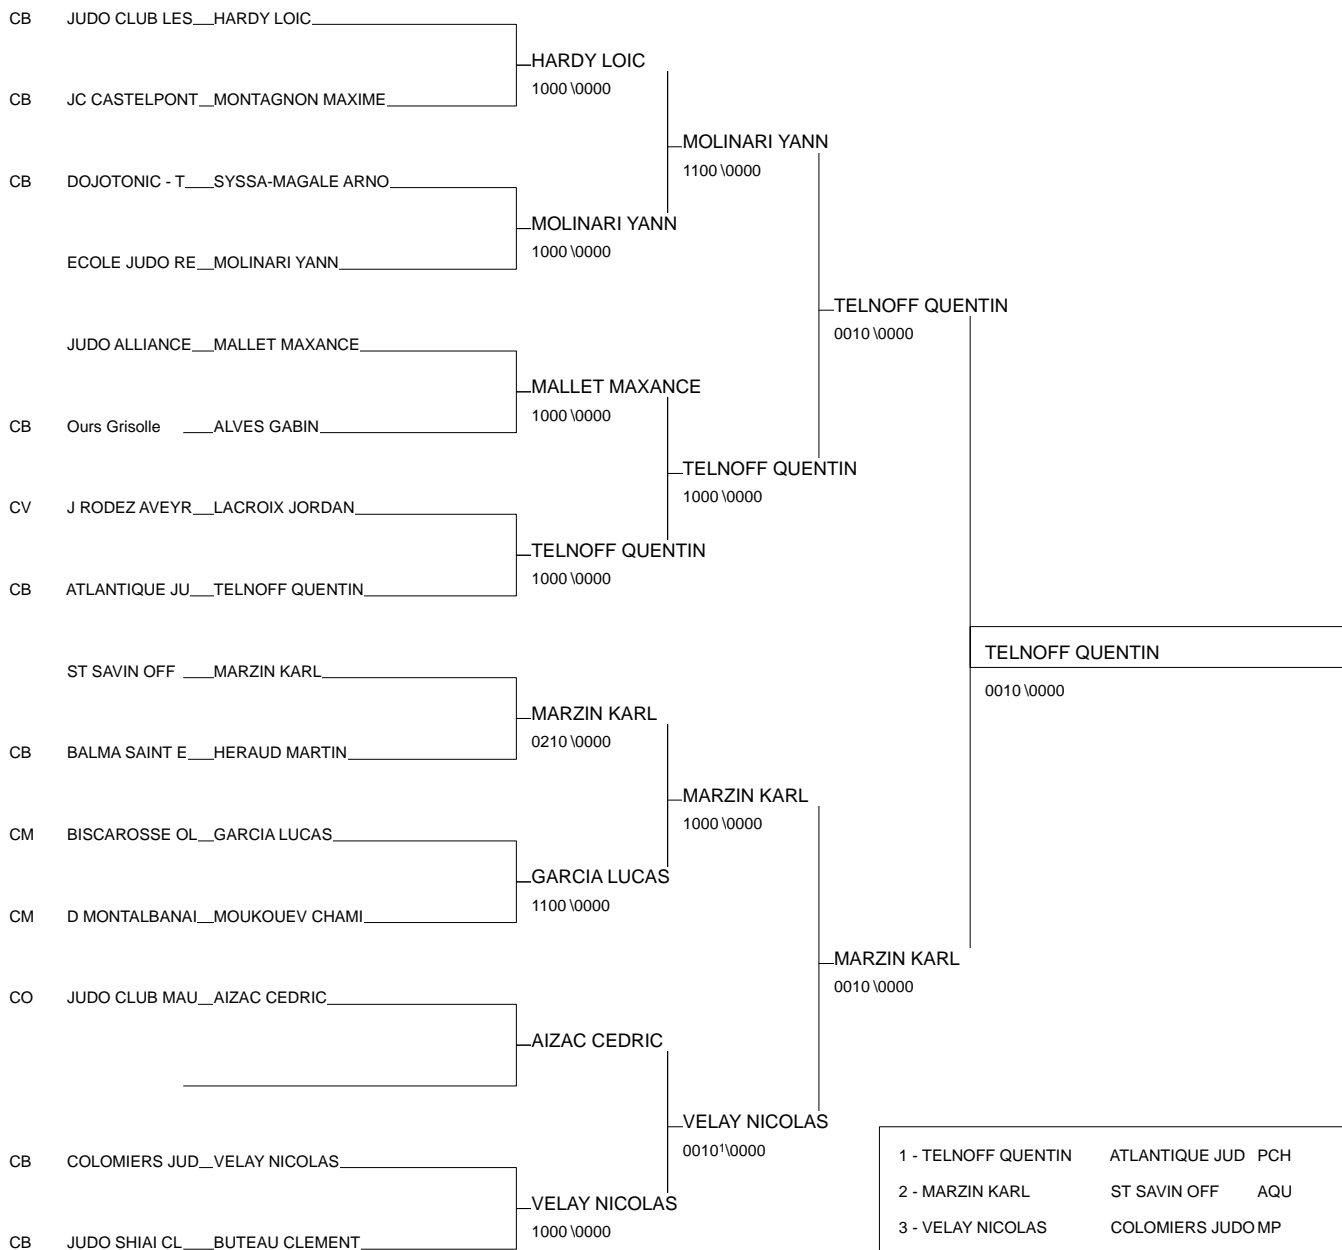 CB JUDO CLUB LES HARDY LOIC
HARDY LOIC
1000 \0000
CB JC CASTELPONT MONTAGNON MAXIME
MOLINARI YANN
1100 \0000
CB DOJOTONIC - T SYSSA-MAGALE ARNO
MOLINARI YANN
1000 \0000
ECOLE JUDO RE MOLINARI YANN
TELNOFF QUENTIN
0010 \0000
JUDO ALLIANCE MALLET MAXANCE
MALLET MAXANCE
1000 \0000
CB Ours Grisolle ALVES GABIN
TELNOFF QUENTIN
1000 \0000
CV J RODEZ AVEYR LACROIX JORDAN
TELNOFF QUENTIN
1000 \0000
CB ATLANTIQUE JU TELNOFF QUENTIN
TELNOFF QUENTIN
0010 \0000
ST SAVIN OFF MARZIN KARL
MARZIN KARL
0210 \0000
CB BALMA SAINT E HERAUD MARTIN
MARZIN KARL
1000 \0000
CM BISCAROSSE OL GARCIA LUCAS
GARCIA LUCAS
1100 \0000
CM D MONTALBANAI MOUKOUEV CHAMI
MARZIN KARL
0010 \0000
CO JUDO CLUB MAU AIZAC CEDRIC
AIZAC CEDRIC
VELAY NICOLAS
0010¹\0000
CB COLOMIERS JUD VELAY NICOLAS
VELAY NICOLAS
1000 \0000
CB JUDO SHIAI CL BUTEAU CLEMENT
1 - TELNOFF QUENTIN ATLANTIQUE JUD PCH
2 - MARZIN KARL ST SAVIN OFF AQU
3 - VELAY NICOLAS COLOMIERS JUDO MP